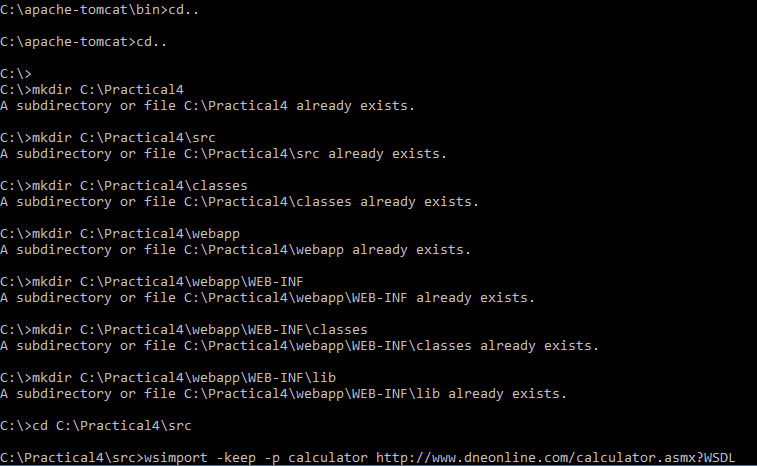 C:\apache-tomcat\bin>cd..
C:\apache-tomcat>cd..
C:\>
C:\>mkdir C:\Practical4
A subdirectory or file C:\Practical4 already exists.
C:\>mkdir C:\Practical4\src
A subdirectory or file C:\Practical4\src already exists.
C:\>mkdir C:\Practical4\classes
A subdirectory or file C:\Practical4\classes already exists.
C:\>mkdir C:\Practical4\webapp
A subdirectory or file C:\Practical4\webapp already exists.
C:\>mkdir C:\Practical4\webapp\WEB-INF
A subdirectory or file C:\Practical4\webapp\WEB-INF already exists.
C:\>mkdir C:\Practical4\webapp\WEB-INF\classes
A subdirectory or file C:\Practical4\webapp\WEB-INF\classes already exists.
C:\>mkdir C:\Practical4\webapp\WEB-INF\lib
A subdirectory or file C:\Practical4\webapp\WEB-INF\lib already exists.
C:\>cd C:\Practical4\src
C:\Practical4\src>wsimport -keep -p calculator http://www.dneonline.com/calculator.asmx?WSDL